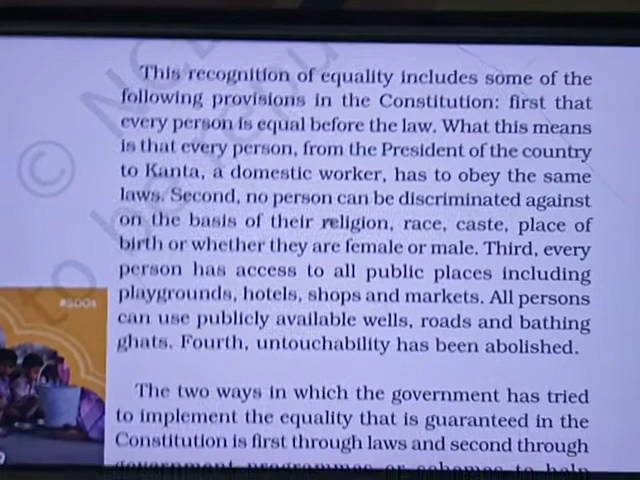 This recognition of equality includes some of the
following provisions in the Constitution: first that
every person is equal before the law. What this means
is that every person, from the President of the country
to Kanta, a domestic worker, has to obey the same
laws. Second, no person can be discriminated against
on the basis of their religion, race, caste, place of
birth or whether they are female or male. Third, every
person has access to all public places including
playgrounds, hotels, shops and markets. All persons
can use publicly available wells, roads and bathing
ghats. Fourth, untouchability has been abolished.
The two ways in which the government has tried
to implement the equality that is guaranteed in the
Constitution is first through laws and second through
government programmes or schemes to help